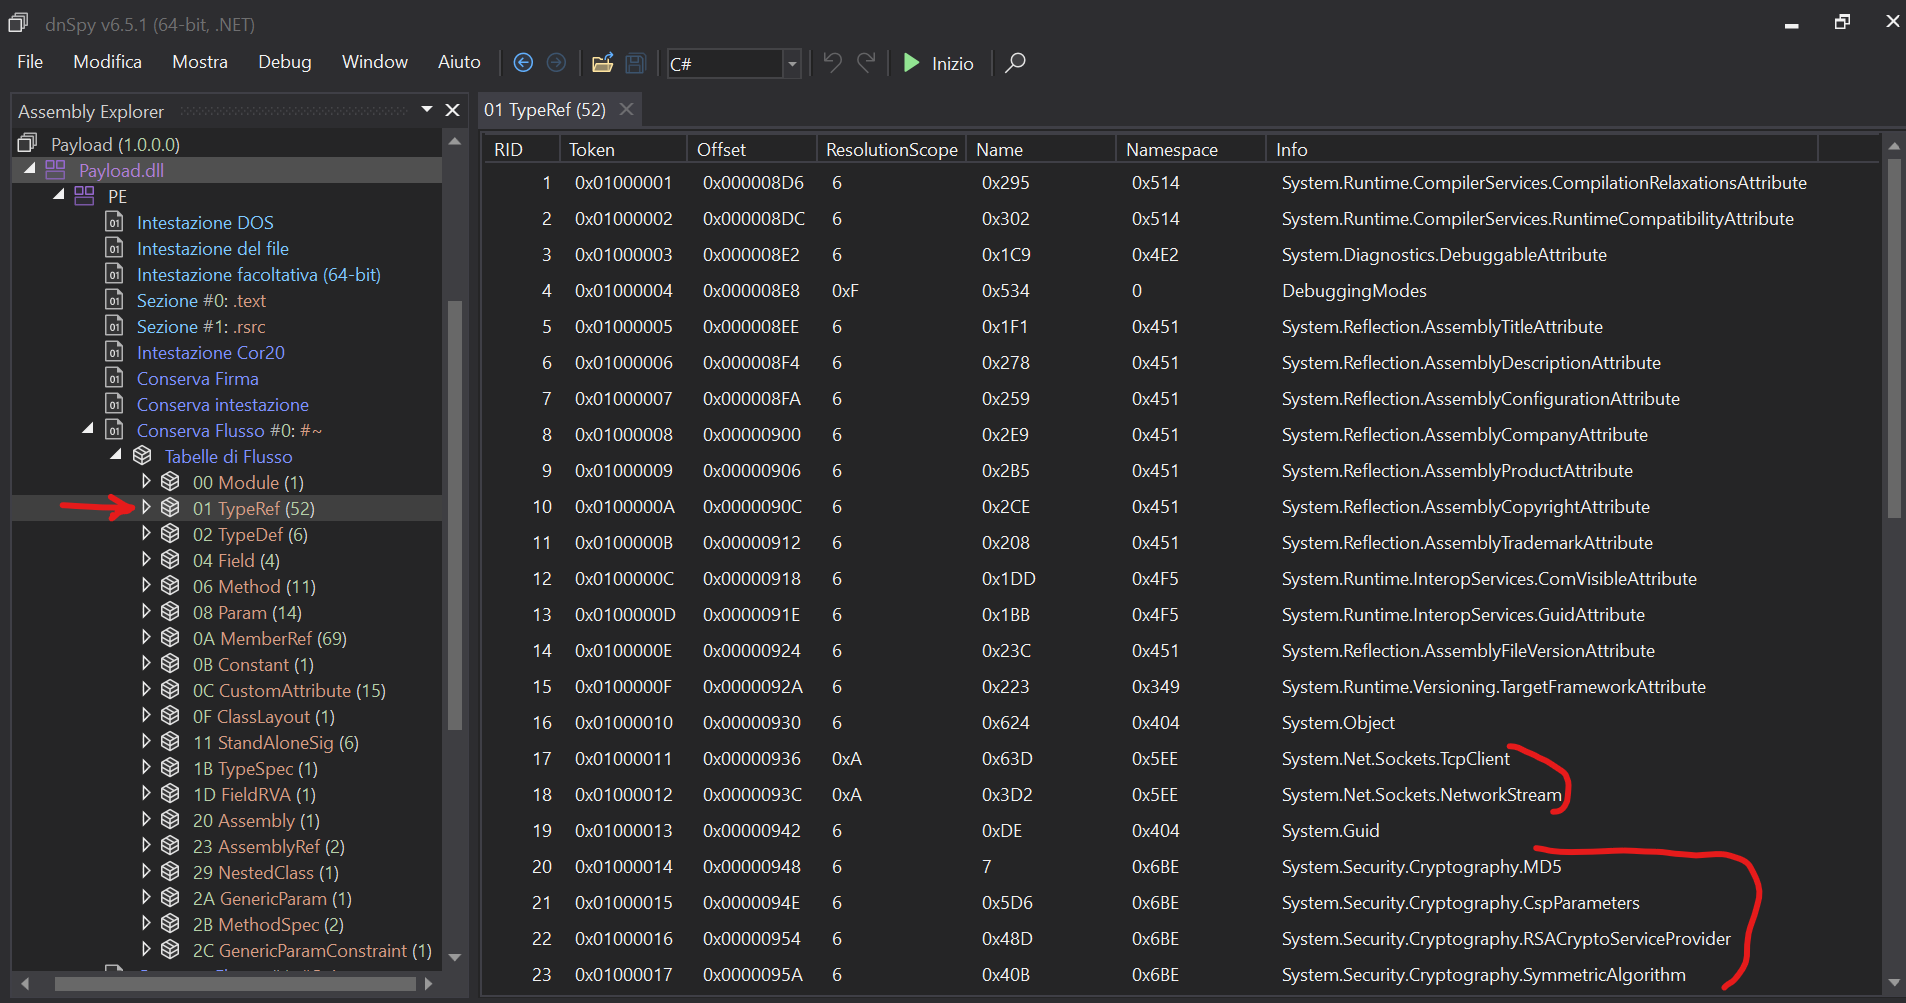 dnSpy v6.5.1 (64-bit, .NET)
File Modifica Mostra Debug Window Aiuto C# Inizio
Assembly Explorer
Payload (1.0.0.0)
Payload.dll
PE
Intestazione DOS
Intestazione del file
Intestazione facoltativa (64-bit)
Sezione #0: .text
Sezione #1: .rsrc
Intestazione Cor20
Conserva Firma
Conserva intestazione
Conserva Flusso #0: #~
Tabelle di Flusso
00 Module (1)
01 TypeRef (52)
02 TypeDef (6)
04 Field (4)
06 Method (11)
08 Param (14)
0A MemberRef (69)
0B Constant (1)
0C CustomAttribute (15)
0F ClassLayout (1)
11 StandAloneSig (6)
1B TypeSpec (1)
1D FieldRVA (1)
20 Assembly (1)
23 AssemblyRef (2)
29 NestedClass (1)
2A GenericParam (1)
2B MethodSpec (2)
2C GenericParamConstraint (1)
01 TypeRef (52)
RID Token Offset ResolutionScope Name Namespace Info
1 0x01000001 0x000008D6 6 0x295 0x514 System.Runtime.CompilerServices.CompilationRelaxationsAttribute
2 0x01000002 0x000008DC 6 0x302 0x514 System.Runtime.CompilerServices.RuntimeCompatibilityAttribute
3 0x01000003 0x000008E2 6 0x1C9 0x4E2 System.Diagnostics.DebuggableAttribute
4 0x01000004 0x000008E8 0xF 0x534 0 DebuggingModes
5 0x01000005 0x000008EE 6 0x1F1 0x451 System.Reflection.AssemblyTitleAttribute
6 0x01000006 0x000008F4 6 0x278 0x451 System.Reflection.AssemblyDescriptionAttribute
7 0x01000007 0x000008FA 6 0x259 0x451 System.Reflection.AssemblyConfigurationAttribute
8 0x01000008 0x00000900 6 0x2E9 0x451 System.Reflection.AssemblyCompanyAttribute
9 0x01000009 0x00000906 6 0x2B5 0x451 System.Reflection.AssemblyProductAttribute
10 0x0100000A 0x0000090C 6 0x2CE 0x451 System.Reflection.AssemblyCopyrightAttribute
11 0x0100000B 0x00000912 6 0x208 0x451 System.Reflection.AssemblyTrademarkAttribute
12 0x0100000C 0x00000918 6 0x1DD 0x4F5 System.Runtime.InteropServices.ComVisibleAttribute
13 0x0100000D 0x0000091E 6 0x1BB 0x4F5 System.Runtime.InteropServices.GuidAttribute
14 0x0100000E 0x00000924 6 0x23C 0x451 System.Reflection.AssemblyFileVersionAttribute
15 0x0100000F 0x0000092A 6 0x223 0x349 System.Runtime.Versioning.TargetFrameworkAttribute
16 0x01000010 0x00000930 6 0x624 0x404 System.Object
17 0x01000011 0x00000936 0xA 0x63D 0x5EE System.Net.Sockets.TcpClient
18 0x01000012 0x0000093C 0xA 0x3D2 0x5EE System.Net.Sockets.NetworkStream
19 0x01000013 0x00000942 6 0xDE 0x404 System.Guid
20 0x01000014 0x00000948 6 7 0x6BE System.Security.Cryptography.MD5
21 0x01000015 0x0000094E 6 0x5D6 0x6BE System.Security.Cryptography.CspParameters
22 0x01000016 0x00000954 6 0x48D 0x6BE System.Security.Cryptography.RSACryptoServiceProvider
23 0x01000017 0x0000095A 6 0x40B 0x6BE System.Security.Cryptography.SymmetricAlgorithm